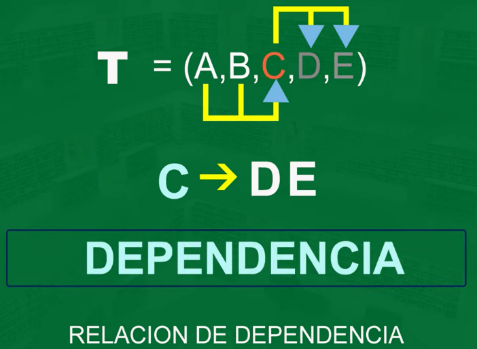 T = (A,B,C,D,E)
C → DE
DEPENDENCIA
RELACION DE DEPENDENCIA